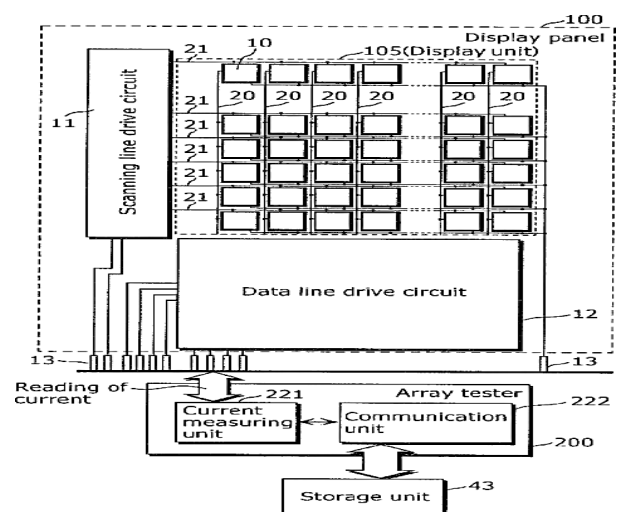 100
Display panel
21
10
105(Display unit)
11
Scanning line drive circuit
20 20 20 20 20 20
21
21
21
21
21
Data line drive circuit
12
13
13
Reading of
current
221
Array tester
222
Current
measuring
unit
Communication
unit
200
43
Storage unit